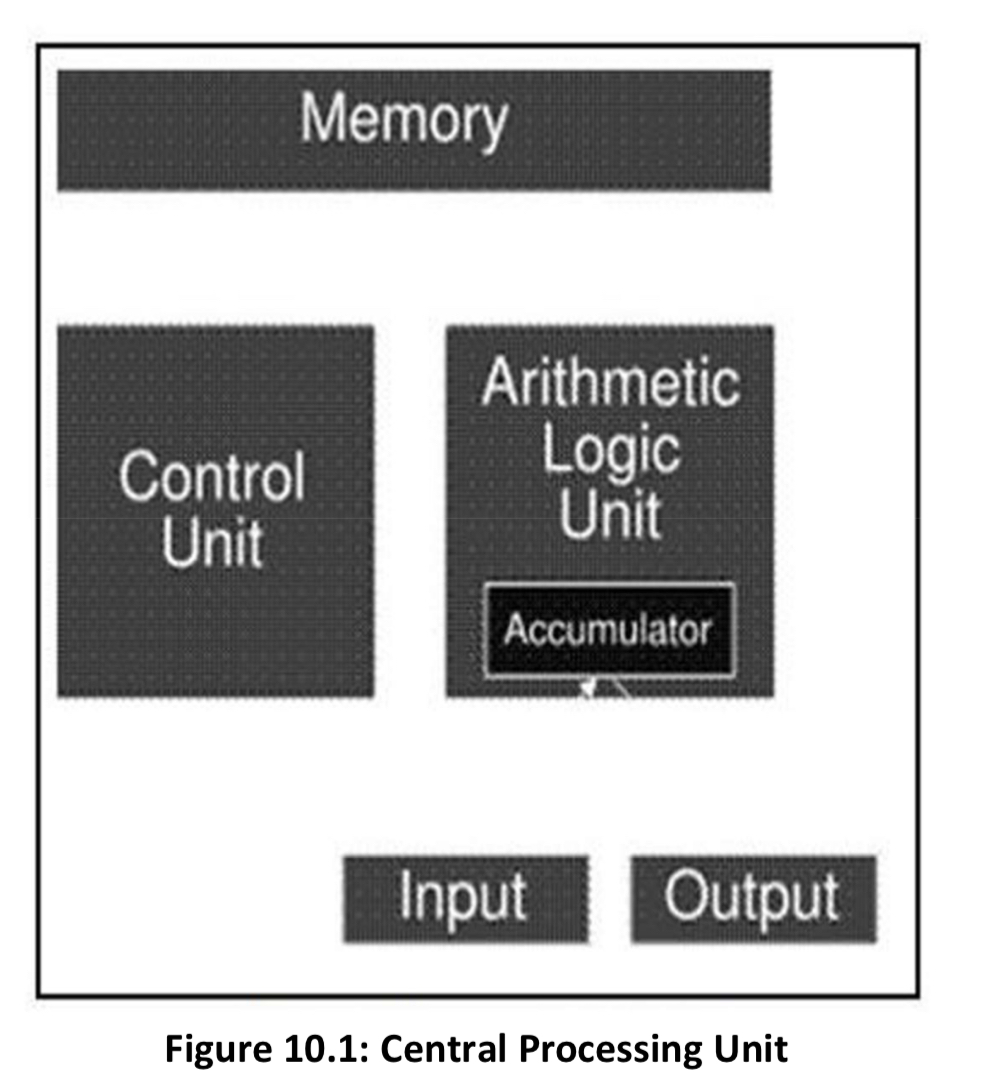 Memory
Control
Unit
Arithmetic
Logic
Unit
Accumulator
Input
Output
Figure 10.1: Central Processing Unit